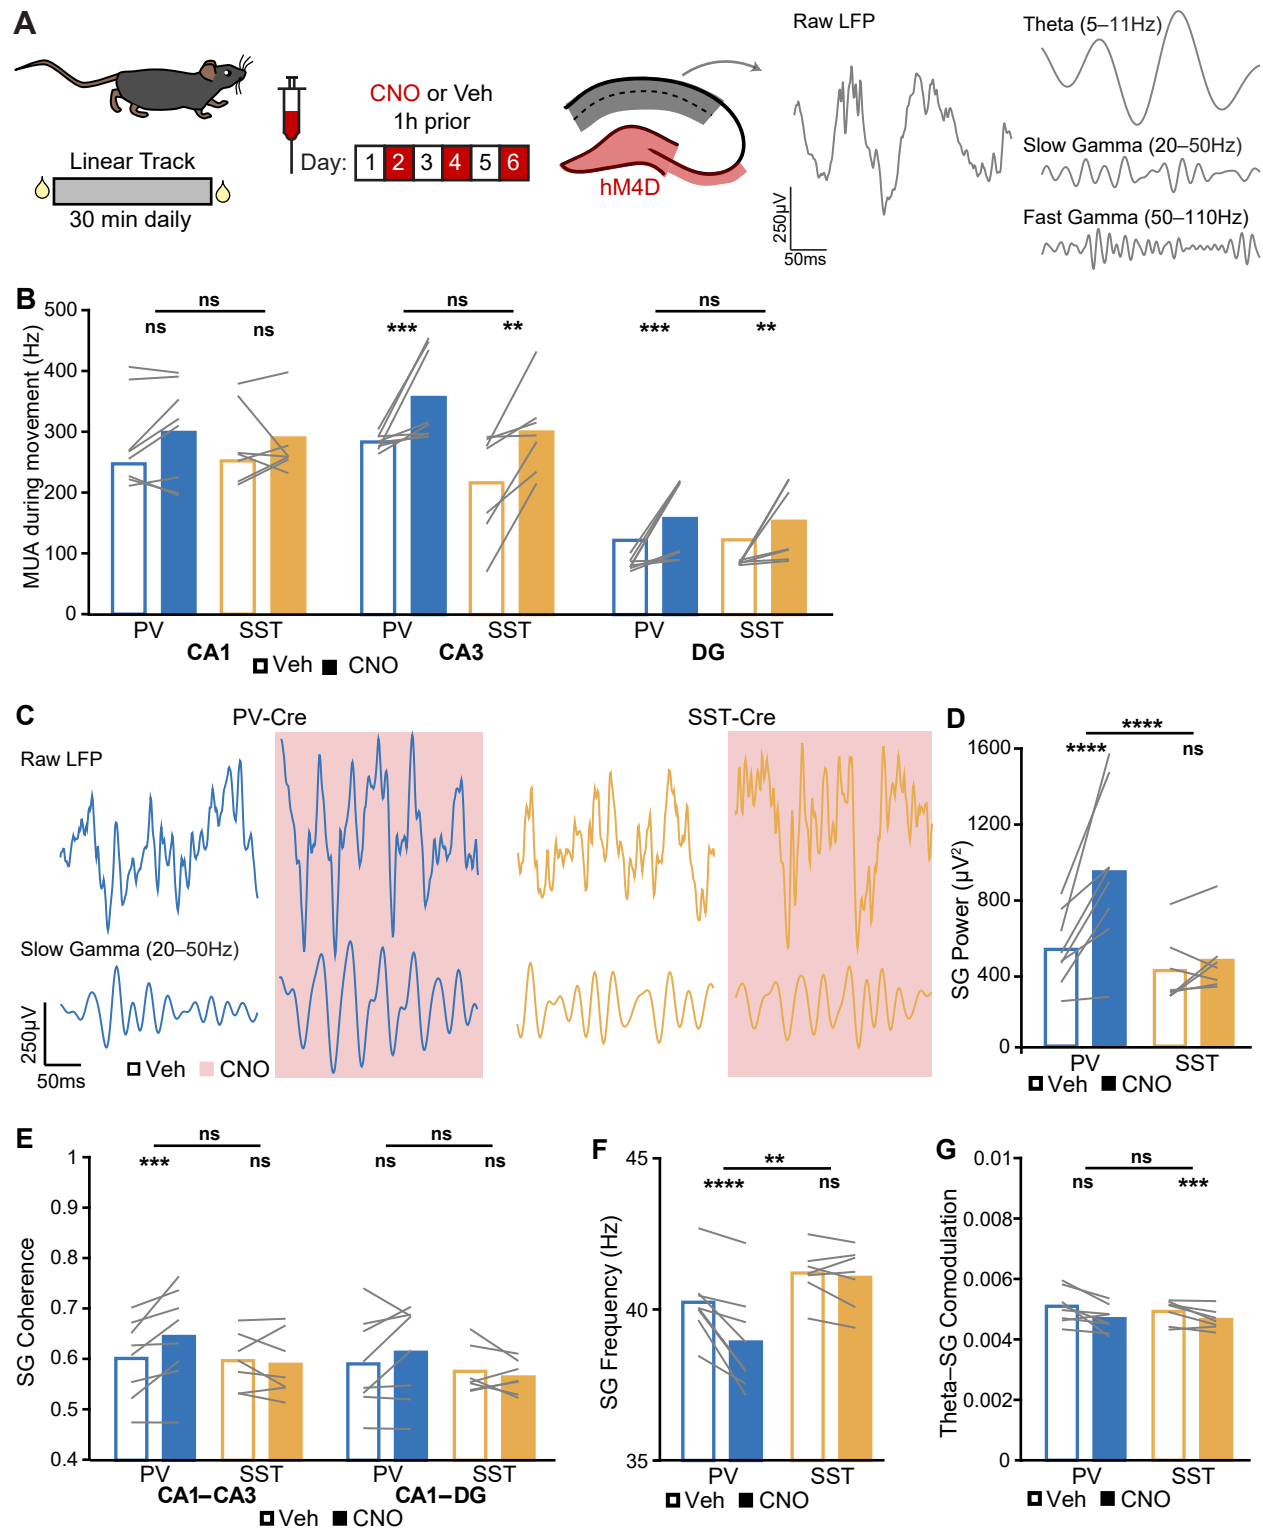 A
Raw LFP
Theta (5–11Hz)
CNO or Veh
1h prior
Slow Gamma (20–50Hz)
Linear Track
Day: 1 2 3 4 5 6
30 min daily
hM4D
250µV
50ms
Fast Gamma (50–110Hz)
B
MUA during movement (Hz)
500
400
300
200
100
0
ns
ns ns
ns
*** **
ns
*** **
PV SST PV SST PV SST
CA1 CA3 DG
Veh CNO
C
PV-Cre SST-Cre
Raw LFP
Slow Gamma (20–50Hz)
250µV
50ms
Veh CNO
D
SG Power (µV²)
1600
1200
800
400
0
****
**** ns
PV SST
Veh CNO
E
SG Coherence
1
0.9
0.8
0.7
0.6
0.5
0.4
ns ns
*** ns ns ns
PV SST PV SST
CA1–CA3 CA1–DG
Veh CNO
F
SG Frequency (Hz)
45
40
35
**
**** ns
PV SST
Veh CNO
G
Theta–SG Comodulation
0.01
0.008
0.006
0.004
0.002
0
ns
ns ***
PV SST
Veh CNO